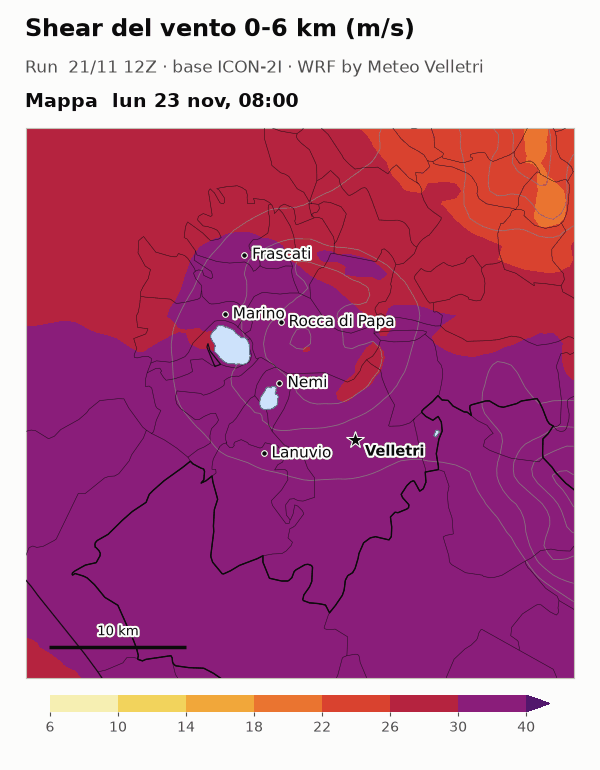 Shear del vento 0-6 km (m/s)
Run  21/11 12Z · base ICON-2I · WRF by Meteo Velletri
Mappa  lun 23 nov, 08:00
Frascati
Marino
Rocca di Papa
Nemi
Velletri
Lanuvio
10 km
6 10 14 18 22 26 30 40